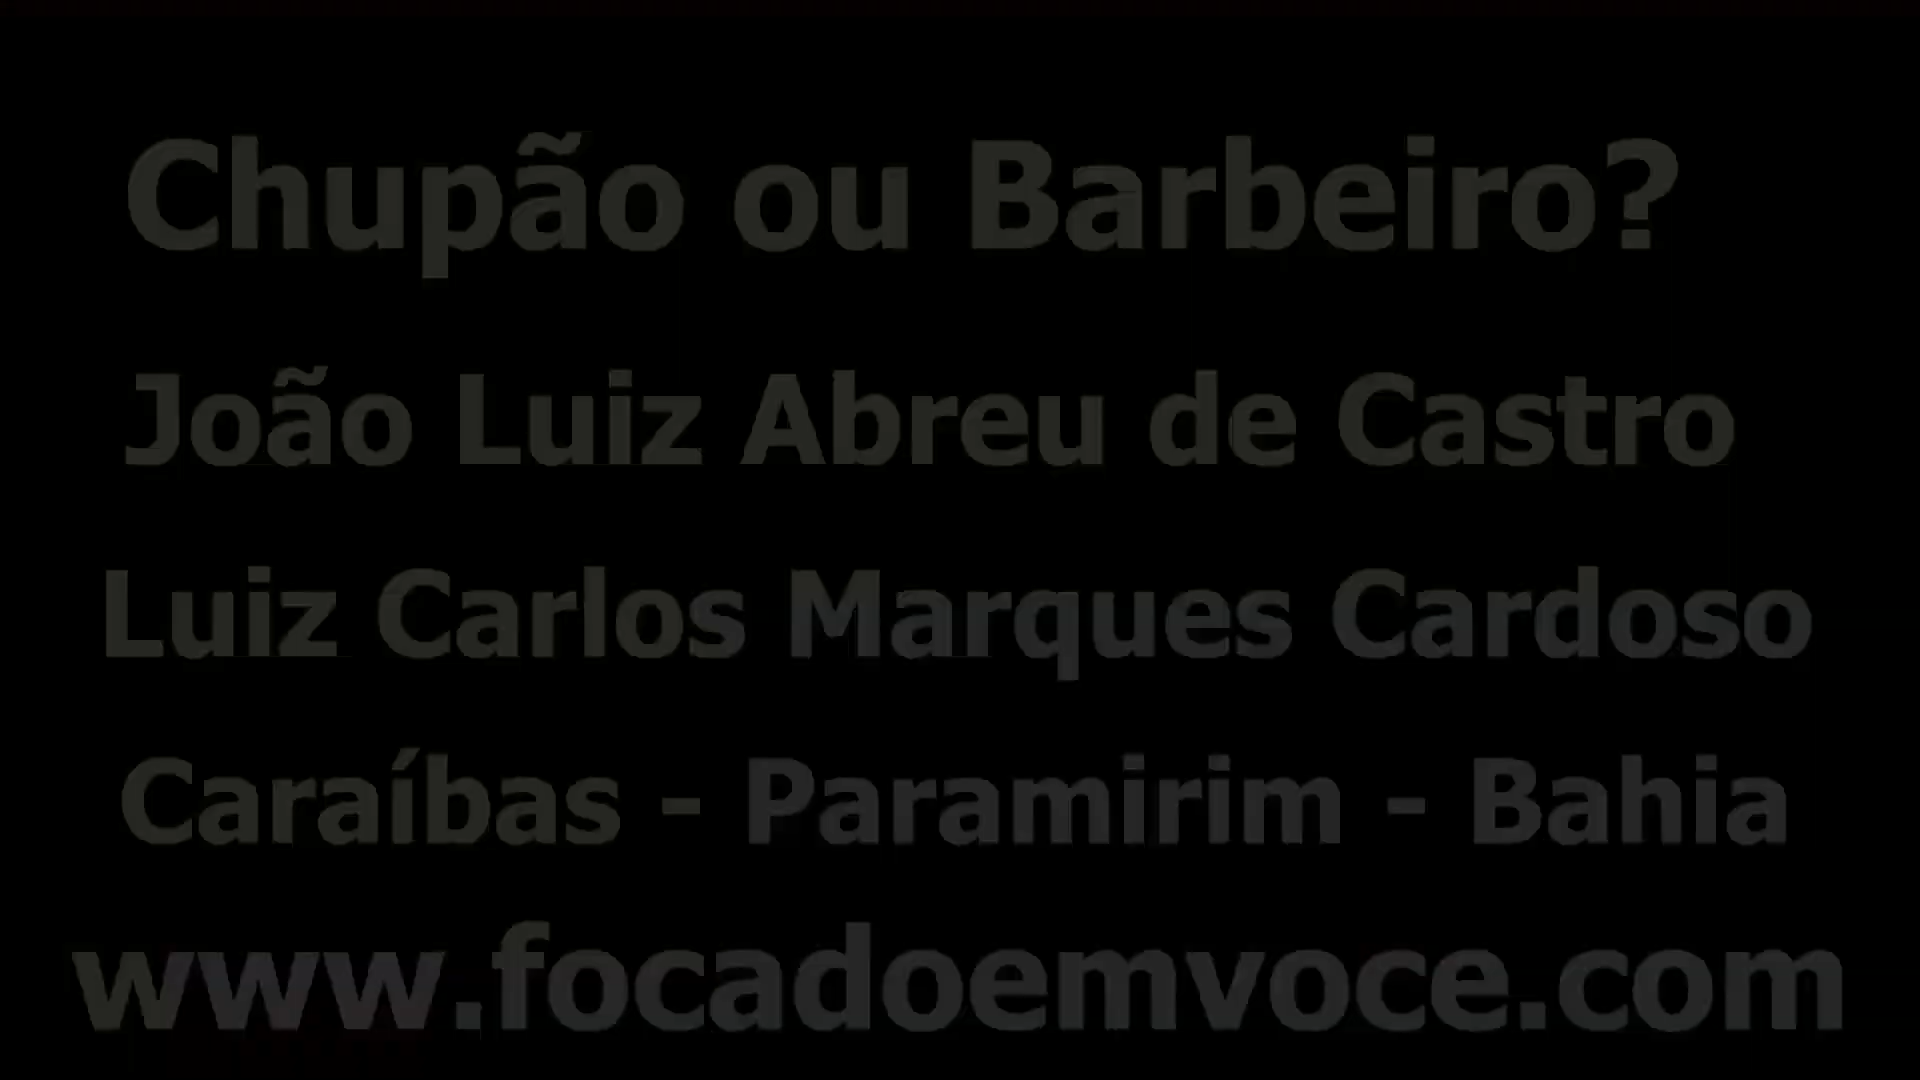 Chupão ou Barbeiro?
João Luiz Abreu de Castro
Luiz Carlos Marques Cardoso
Caraíbas - Paramirim - Bahia
www.focadoemvoce.com